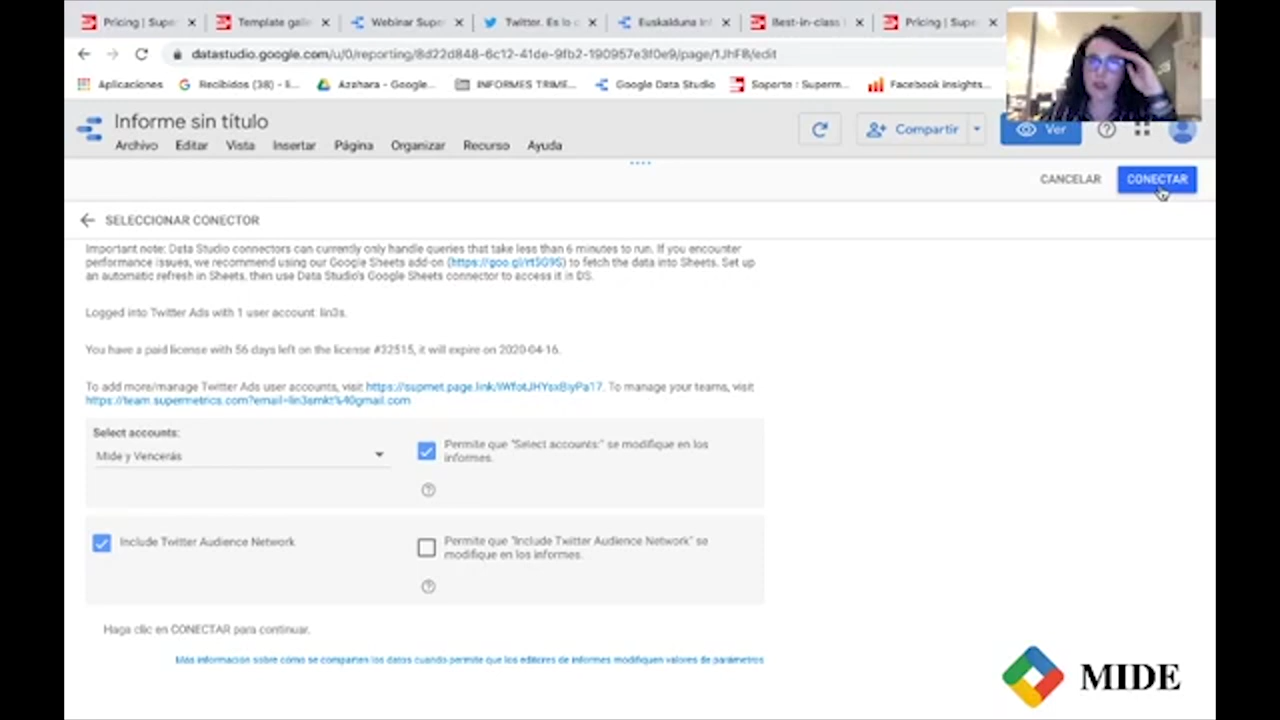 Pricing | Super
Template galle
Webinar Super
Twitter. Es lo c
Euskalduna Inf
Best-in-class
Pricing | Supe
datastudio.google.com/u/0/reporting/8d22d848-6c12-41de-9fb2-190957e3f0e9/page/1JhFB/edit
Aplicaciones
Recibidos (38) - li...
Azahara - Google...
INFORMES TRIME...
Google Data Studio
Soporte : Superm...
Facebook Insights...
Informe sin título
Compartir
Ver
Archivo Editar Vista Insertar Página Organizar Recurso Ayuda
CANCELAR CONECTAR
SELECCIONAR CONECTOR
Important note: Data Studio connectors can currently only handle queries that take less than 6 minutes to run. If you encounter
performance issues, we recommend using our Google Sheets add-on (https://goo.gl/rtSG9S) to fetch the data into Sheets. Set up
an automatic refresh in Sheets, then use Data Studio's Google Sheets connector to access it in DS.
Logged into Twitter Ads with 1 user account: lin3s.
You have a paid license with 56 days left on the license #32515, it will expire on 2020-04-16.
To add more/manage Twitter Ads user accounts, visit . To manage your teams, visit
https://team.supermetrics.com?email=lin3smkt%40gmail.com
Select accounts:
Mide y Vencerás
Permite que "Select accounts:" se modifique en los
informes.
Include Twitter Audience Network
Permite que "Include Twitter Audience Network" se
modifique en los informes.
Haga clic en CONECTAR para continuar.
Más información sobre cómo se comparten los datos cuando permite que los editores de informes modifiquen valores de parámetros
MIDE